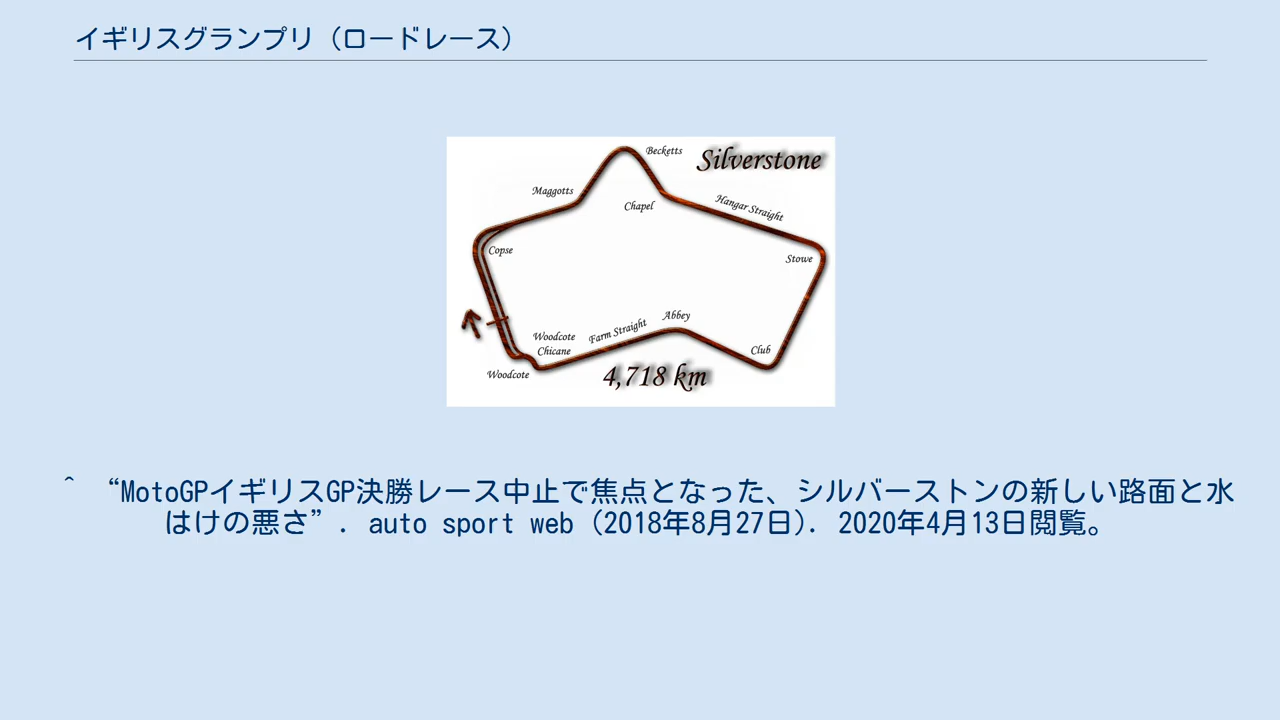 イギリスグランプリ（ロードレース）
Silverstone
Becketts
Maggotts
Chapel
Hangar Straight
Copse
Stowe
Abbey
Farm Straight
Woodcote
Chicane
Club
Woodcote
4,718 km
^ “MotoGPイギリスGP決勝レース中止で焦点となった、シルバーストンの新しい路面と水
はけの悪さ”. auto sport web (2018年8月27日). 2020年4月13日閲覧。